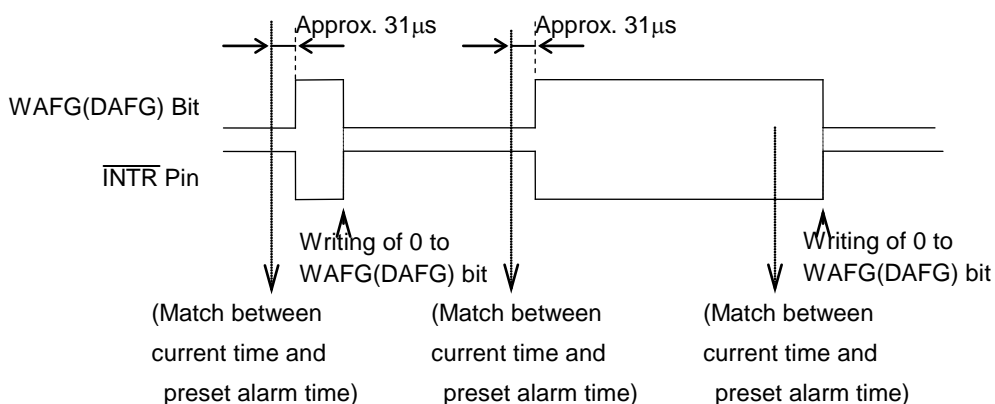 Approx. 31μs
Approx. 31μs
WAFG(DAFG) Bit
INTR Pin
Writing of 0 to
WAFG(DAFG) bit
Writing of 0 to
WAFG(DAFG) bit
(Match between
current time and
preset alarm time)
(Match between
current time and
preset alarm time)
(Match between
current time and
preset alarm time)